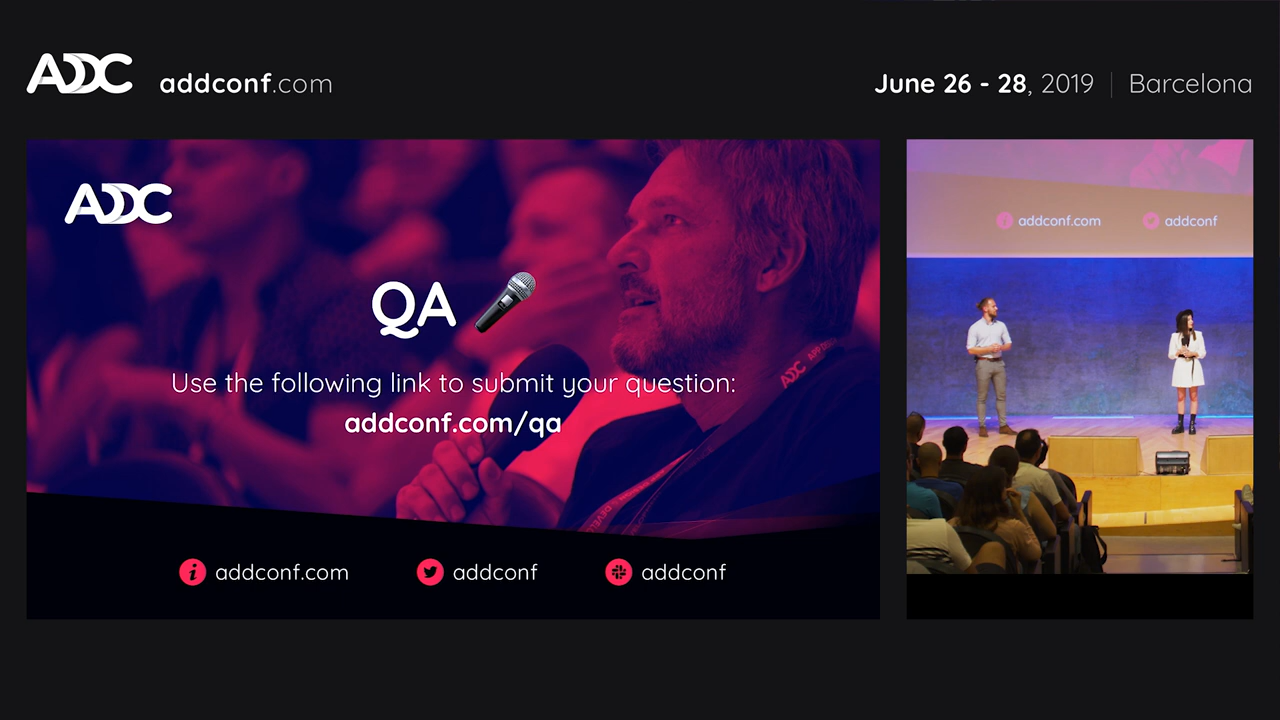 ADDC addconf.com
June 26 - 28, 2019 | Barcelona
ADDC
QA
Use the following link to submit your question:
addconf.com/qa
ADDC
addconf.com addconf addconf
addconf.com addconf